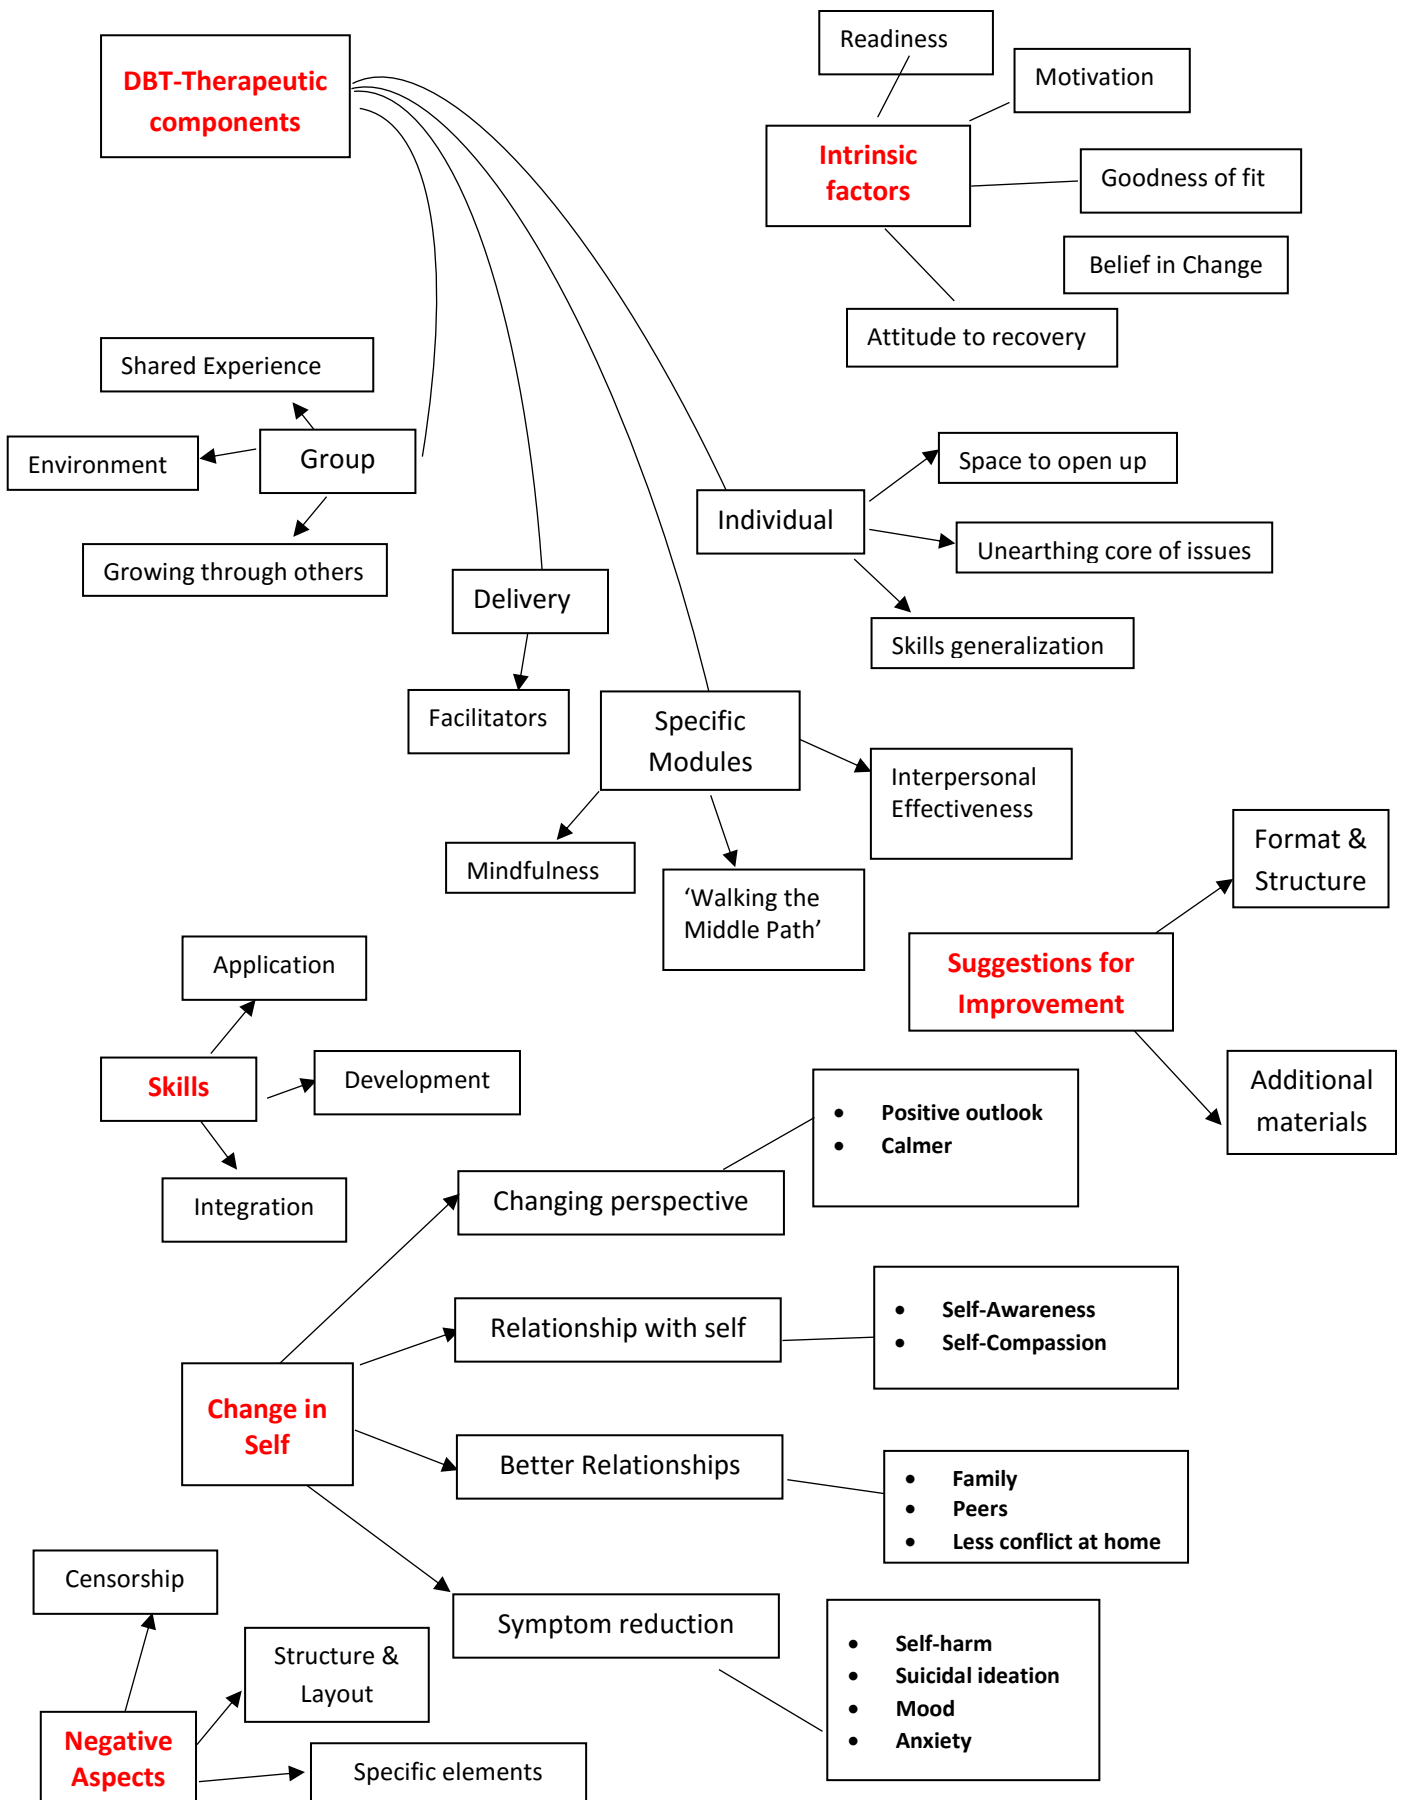 DBT-Therapeutic
components
Readiness
Motivation
Intrinsic
factors
Goodness of fit
Belief in Change
Attitude to recovery
Shared Experience
Environment
Group
Growing through others
Space to open up
Individual
Unearthing core of issues
Skills generalization
Delivery
Facilitators
Specific
Modules
Interpersonal
Effectiveness
Mindfulness
‘Walking the
Middle Path’
Format &
Structure
Suggestions for
Improvement
Additional
materials
Application
Skills
Development
Integration
• Positive outlook
• Calmer
Changing perspective
Relationship with self
• Self-Awareness
• Self-Compassion
Change in
Self
Better Relationships
• Family
• Peers
• Less conflict at home
Symptom reduction
• Self-harm
• Suicidal ideation
• Mood
• Anxiety
Censorship
Structure &
Layout
Negative
Aspects
Specific elements